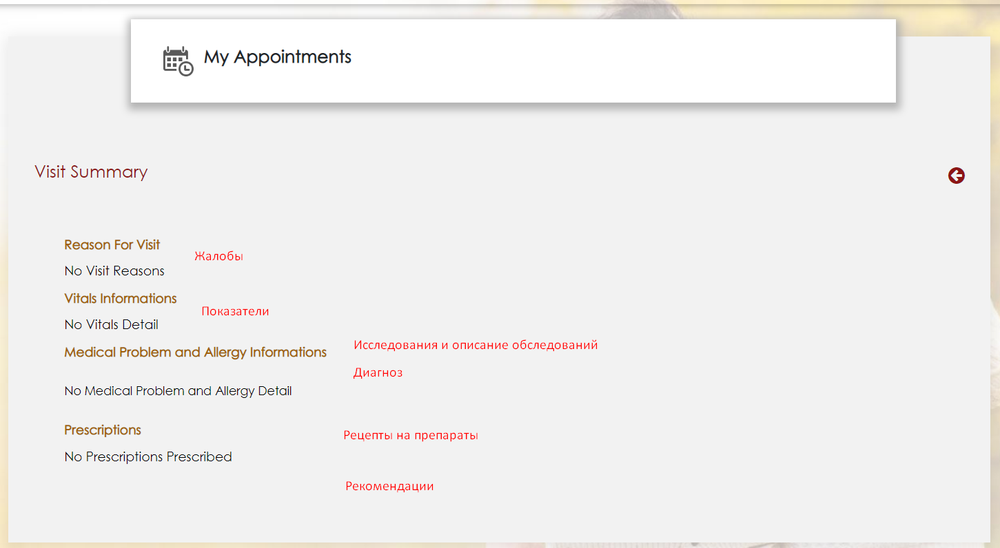 My Appointments
Visit Summary
Reason For Visit
Жалобы
No Visit Reasons
Vitals Informations
Показатели
No Vitals Detail
Исследования и описание обследований
Medical Problem and Allergy Informations
Диагноз
No Medical Problem and Allergy Detail
Prescriptions
Рецепты на препараты
No Prescriptions Prescribed
Рекомендации